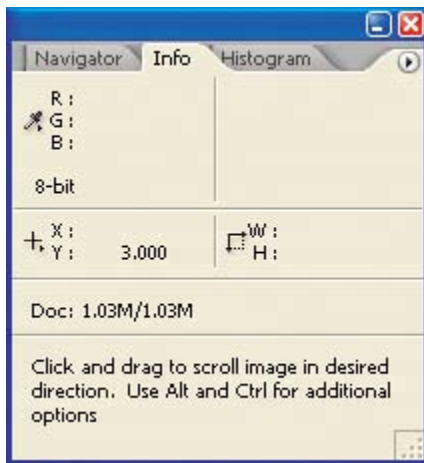 Navigator Info Histogram
R :
G :
B :
8-bit
X :
Y : 3.000
W :
H :
Doc: 1.03M/1.03M
Click and drag to scroll image in desired
direction. Use Alt and Ctrl for additional
options